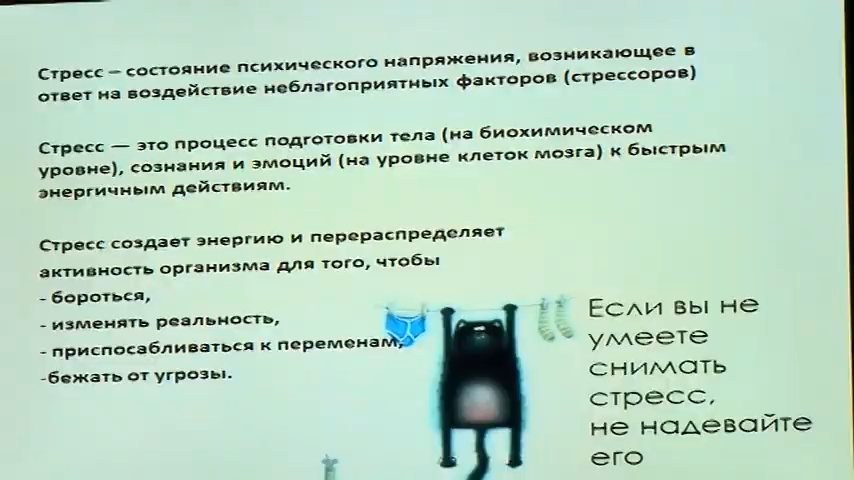 Стресс – состояние психического напряжения, возникающее в
ответ на воздействие неблагоприятных факторов (стрессоров)
Стресс — это процесс подготовки тела (на биохимическом
уровне), сознания и эмоций (на уровне клеток мозга) к быстрым
энергичным действиям.
Стресс создает энергию и перераспределяет
активность организма для того, чтобы
- бороться,
- изменять реальность,
- приспосабливаться к переменам,
-бежать от угрозы.
Если вы не
умеете
снимать
стресс,
не надевайте
его